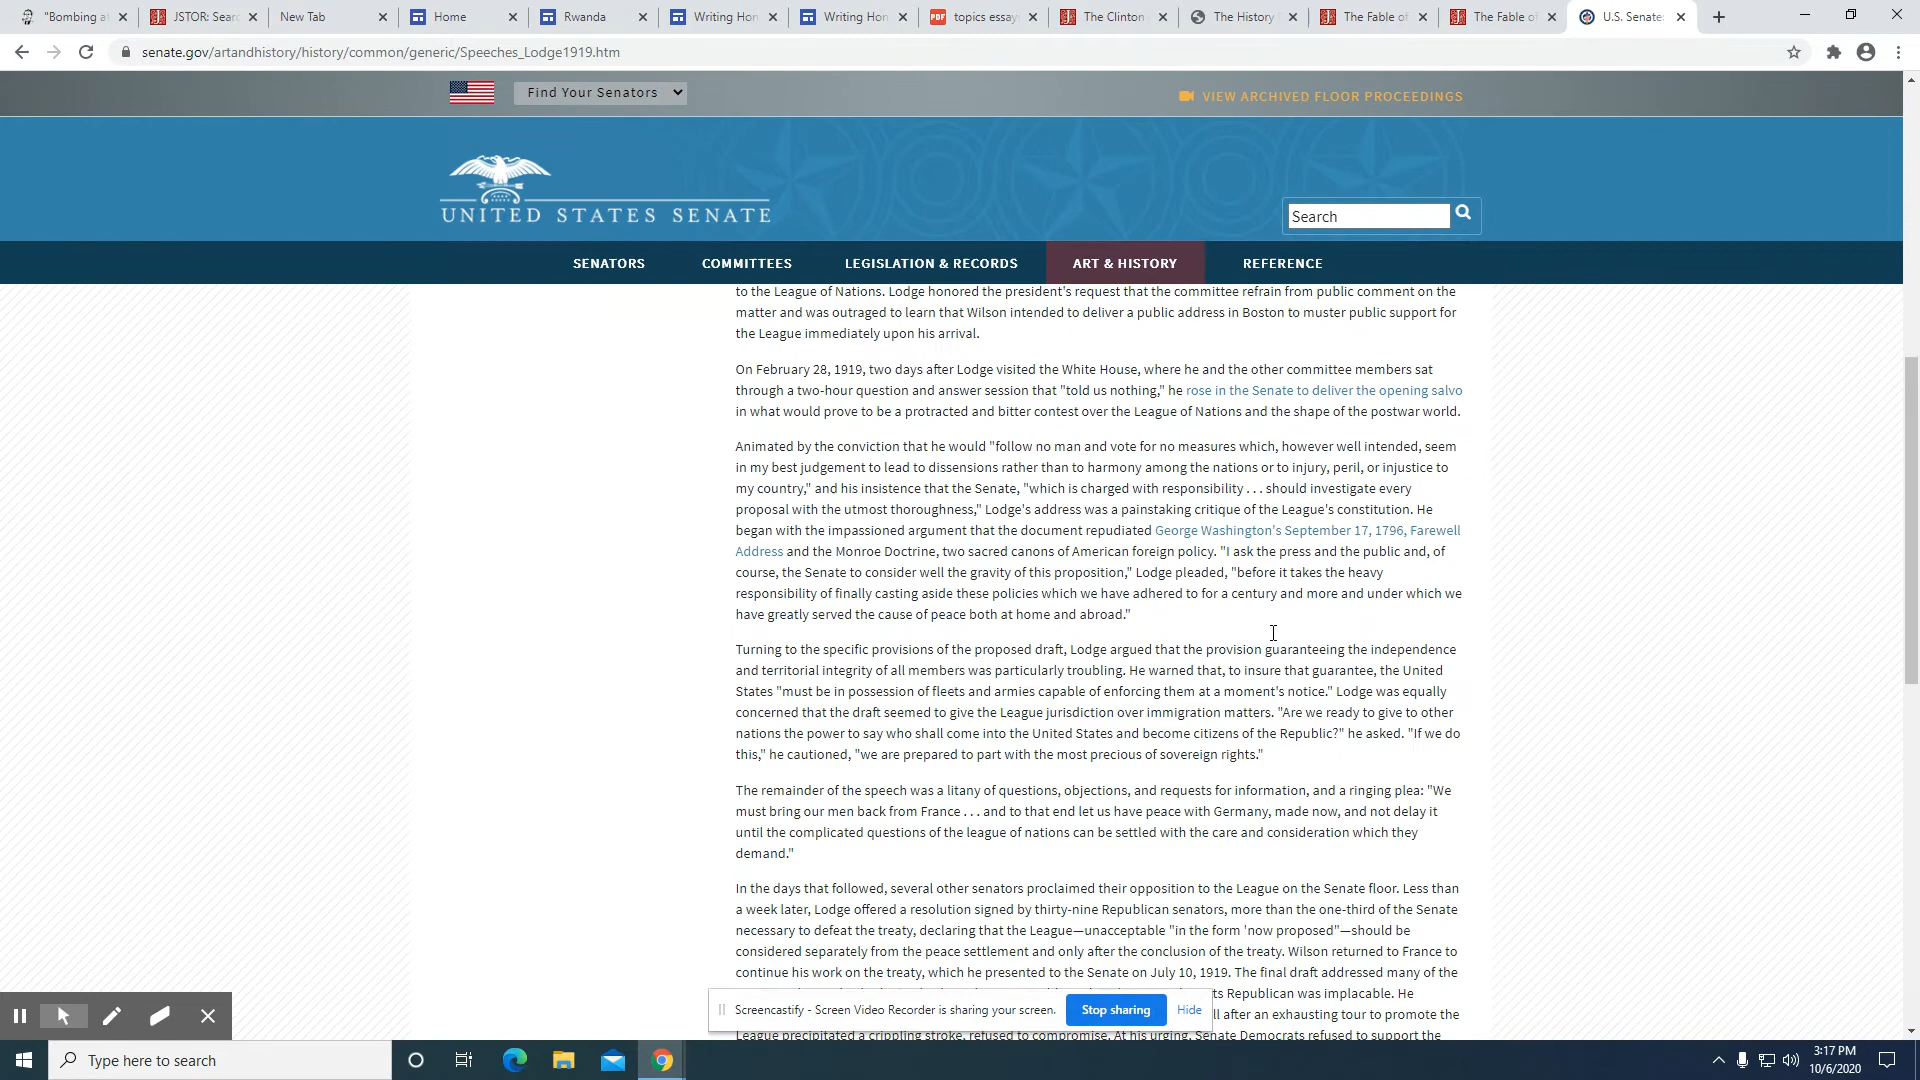 "Bombing at
JSTOR: Sear
New Tab
Home
Rwanda
Writing Hon
Writing Hon
topics essay
The Clinton
The History
The Fable of
The Fable of
U.S. Senate:
senate.gov/artandhistory/history/common/generic/Speeches_Lodge1919.htm
Find Your Senators
VIEW ARCHIVED FLOOR PROCEEDINGS
UNITED STATES SENATE
Search
SENATORS
COMMITTEES
LEGISLATION & RECORDS
ART & HISTORY
REFERENCE
to the League of Nations. Lodge honored the president's request that the committee refrain from public comment on the
matter and was outraged to learn that Wilson intended to deliver a public address in Boston to muster public support for
the League immediately upon his arrival.
On February 28, 1919, two days after Lodge visited the White House, where he and the other committee members sat
through a two-hour question and answer session that "told us nothing," he rose in the Senate to deliver the opening salvo
in what would prove to be a protracted and bitter contest over the League of Nations and the shape of the postwar world.
Animated by the conviction that he would "follow no man and vote for no measures which, however well intended, seem
in my best judgement to lead to dissensions rather than to harmony among the nations or to injury, peril, or injustice to
my country," and his insistence that the Senate, "which is charged with responsibility . . . should investigate every
proposal with the utmost thoroughness," Lodge's address was a painstaking critique of the League's constitution. He
began with the impassioned argument that the document repudiated George Washington's September 17, 1796, Farewell
Address and the Monroe Doctrine, two sacred canons of American foreign policy. "I ask the press and the public and, of
course, the Senate to consider well the gravity of this proposition," Lodge pleaded, "before it takes the heavy
responsibility of finally casting aside these policies which we have adhered to for a century and more and under which we
have greatly served the cause of peace both at home and abroad."
Turning to the specific provisions of the proposed draft, Lodge argued that the provision guaranteeing the independence
and territorial integrity of all members was particularly troubling. He warned that, to insure that guarantee, the United
States "must be in possession of fleets and armies capable of enforcing them at a moment's notice." Lodge was equally
concerned that the draft seemed to give the League jurisdiction over immigration matters. "Are we ready to give to other
nations the power to say who shall come into the United States and become citizens of the Republic?" he asked. "If we do
this," he cautioned, "we are prepared to part with the most precious of sovereign rights."
The remainder of the speech was a litany of questions, objections, and requests for information, and a ringing plea: "We
must bring our men back from France . . . and to that end let us have peace with Germany, made now, and not delay it
until the complicated questions of the league of nations can be settled with the care and consideration which they
demand."
In the days that followed, several other senators proclaimed their opposition to the League on the Senate floor. Less than
a week later, Lodge offered a resolution signed by thirty-nine Republican senators, more than the one-third of the Senate
necessary to defeat the treaty, declaring that the League—unacceptable "in the form 'now proposed"—should be
considered separately from the peace settlement and only after the conclusion of the treaty. Wilson returned to France to
continue his work on the treaty, which he presented to the Senate on July 10, 1919. The final draft addressed many of the
ts Republican was implacable. He
ll after an exhausting tour to promote the
League precipitated a crippling stroke, refused to compromise. At his urging, Senate Democrats refused to support the
Screencastify - Screen Video Recorder is sharing your screen.
Stop sharing
Hide
Type here to search
3:17 PM
10/6/2020